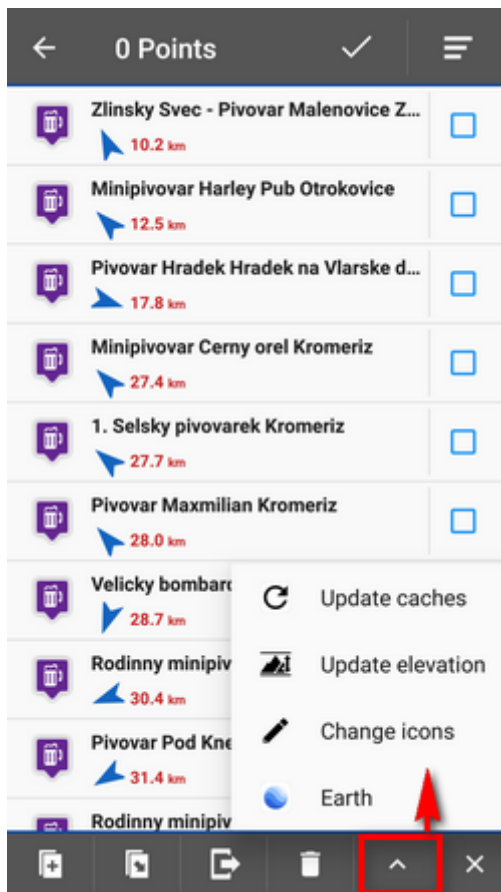 0 Points
Zlinsky Svec - Pivovar Malenovice Z...
10.2 km
Minipivovar Harley Pub Otrokovice
12.5 km
Pivovar Hradek Hradek na Vlarske d...
17.8 km
Minipivovar Cerny orel Kromeriz
27.4 km
1. Selsky pivovarek Kromeriz
27.7 km
Pivovar Maxmilian Kromeriz
28.0 km
Velicky bombard
28.7 km
Rodinny minipiv
30.4 km
Pivovar Pod Kne
31.4 km
Rodinny minipiv
Update caches
Update elevation
Change icons
Earth